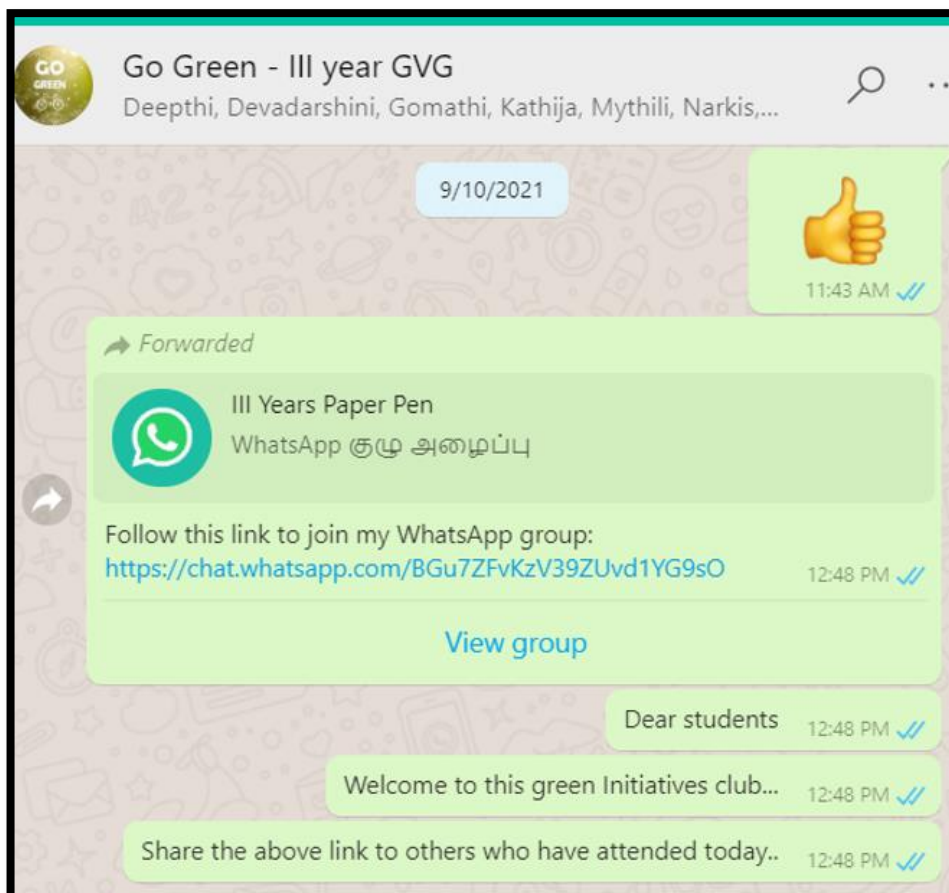 GO
GREEN
Go Green - III year GVG
Deepthi, Devadarshini, Gomathi, Kathija, Mythili, Narkis,...
9/10/2021
11:43 AM
Forwarded
III Years Paper Pen
WhatsApp குழு அழைப்பு
Follow this link to join my WhatsApp group:
https://chat.whatsapp.com/BGu7ZFvKzV39ZUvd1YG9sO
12:48 PM
View group
Dear students 12:48 PM
Welcome to this green Initiatives club... 12:48 PM
Share the above link to others who have attended today.. 12:48 PM